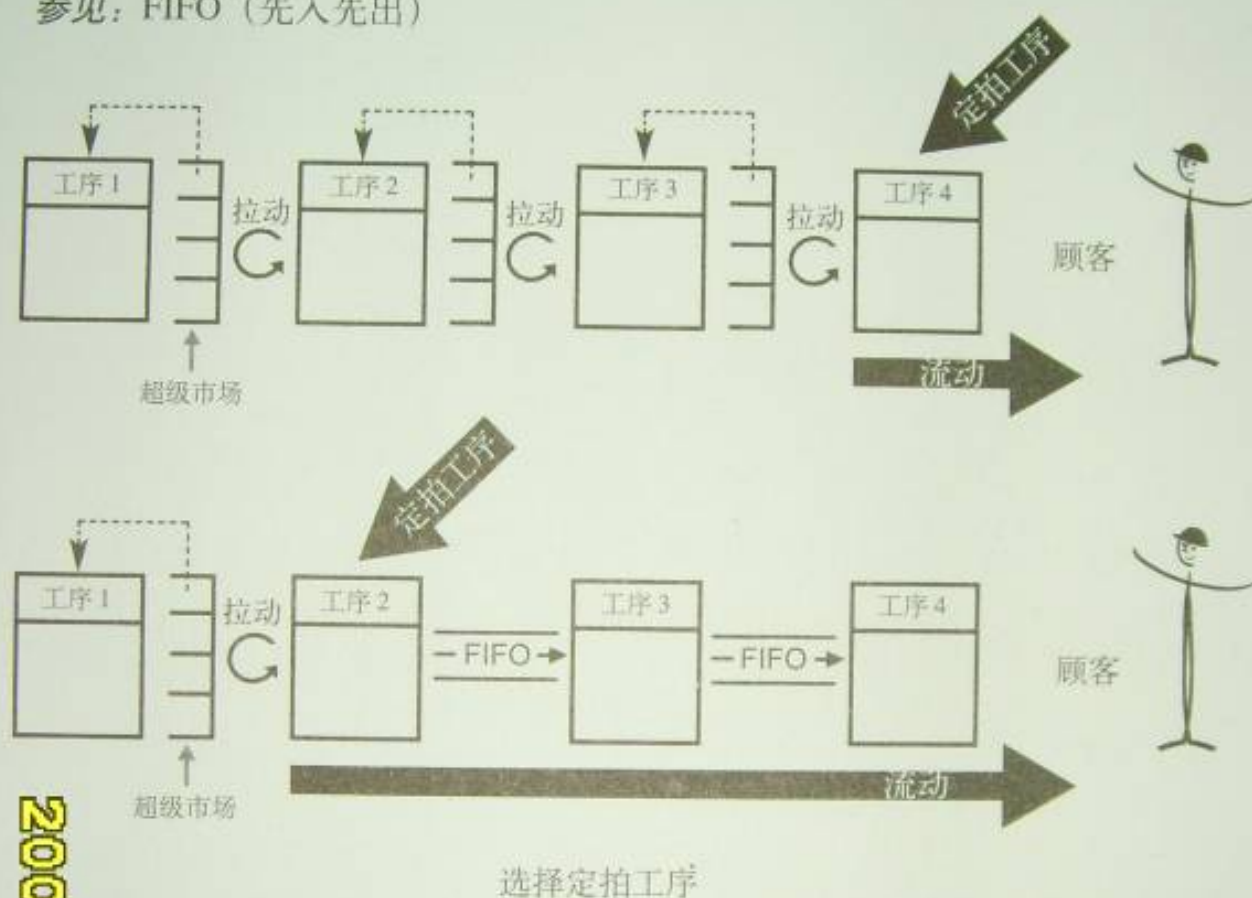 参见：FIFO（先入先出）
定拍工序
工序1
工序2
工序3
工序4
拉动
拉动
拉动
顾客
超级市场
流动
定拍工序
工序1
工序2
工序3
工序4
拉动
FIFO
FIFO
顾客
超级市场
流动
选择定拍工序
200